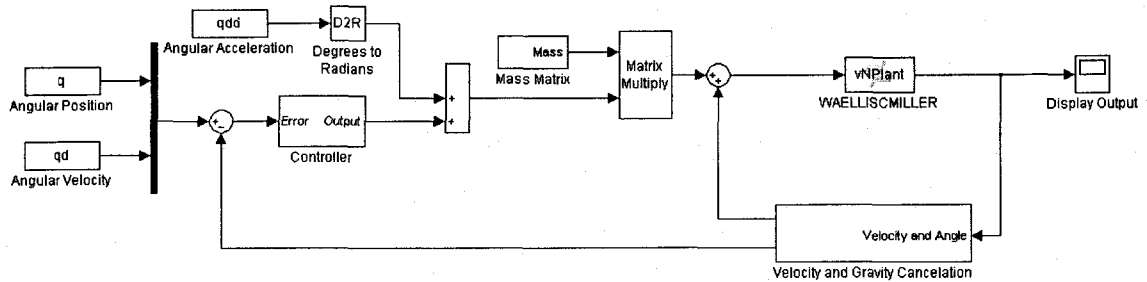 qdd
Angular Acceleration
D2R
Degrees to
Radians
q
Angular Position
qd
Angular Velocity
Error Output
Controller
Mass
Mass Matrix
Matrix
Multiply
vNPlant
WAELLISCMILLER
Display Output
Velocity and Angle
Velocity and Gravity Cancelation